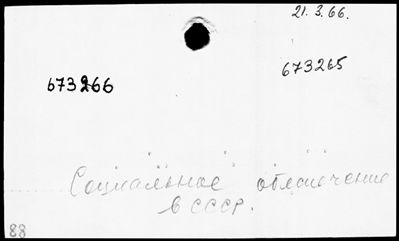 21.3.66.
673266
673265
Социальное обеспечение
в СССР.
88